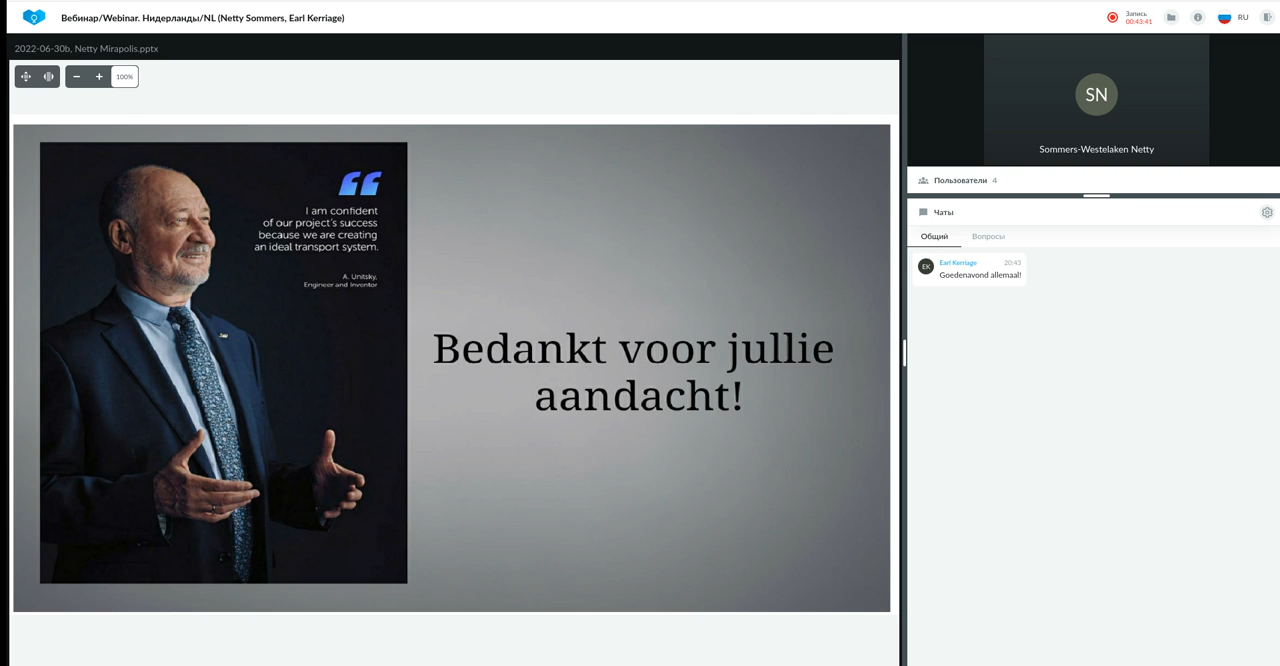 Вебинар/Webinar. Нидерланды/NL (Netty Sommers, Earl Kerriage)
Запись
00:43:41
RU
2022-06-30b, Netty Mirapolis.pptx
100%
I am confident
of our project's success
because we are creating
an ideal transport system.
A. Unitsky,
Engineer and Inventor
Bedankt voor jullie
aandacht!
SN
Sommers-Westelaken Netty
Пользователи 4
Чаты
Общий Вопросы
EK
Earl Kerriage 20:43
Goedenavond allemaal!